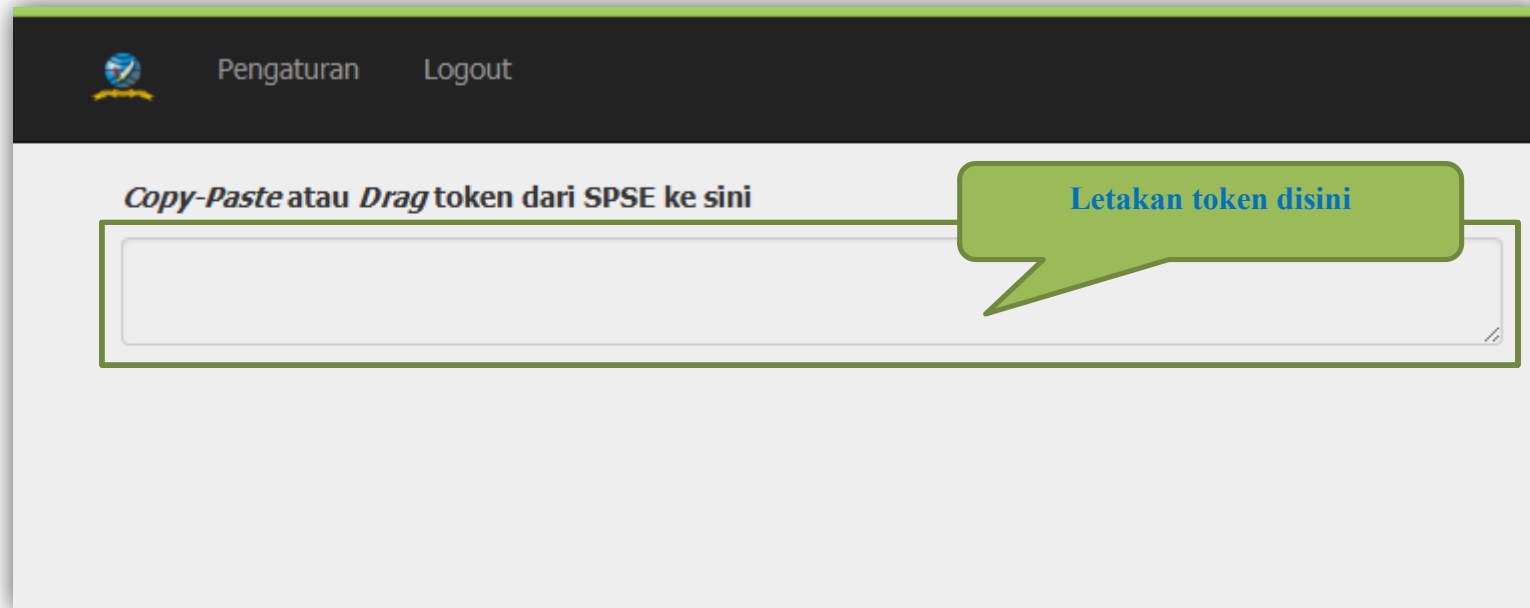 Pengaturan Logout
Copy-Paste atau Drag token dari SPSE ke sini
Letakan token disini